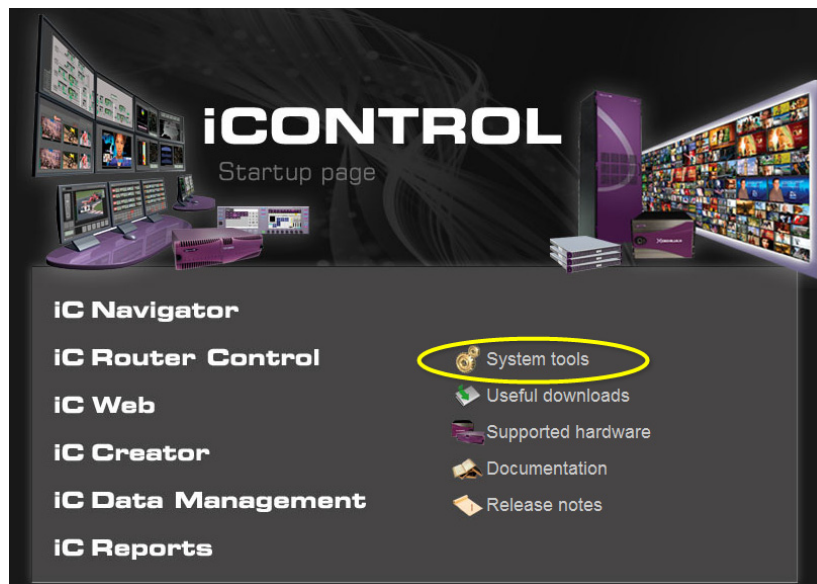 iCONTROL
Startup page
iC Navigator
iC Router Control
iC Web
iC Creator
iC Data Management
iC Reports
System tools
Useful downloads
Supported hardware
Documentation
Release notes